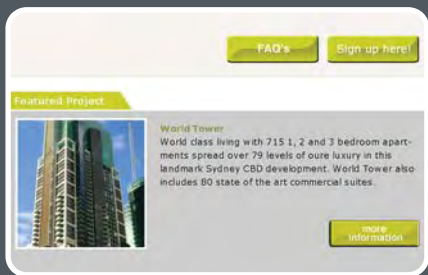 FAQ's
Sign up here!
Featured Project
World Tower
World class living with 715 1, 2 and 3 bedroom apart-
ments spread over 79 levels of oure luxury in this
landmark Sydney CBD development. World Tower also
includes 80 state of the art commercial suites.
more
information